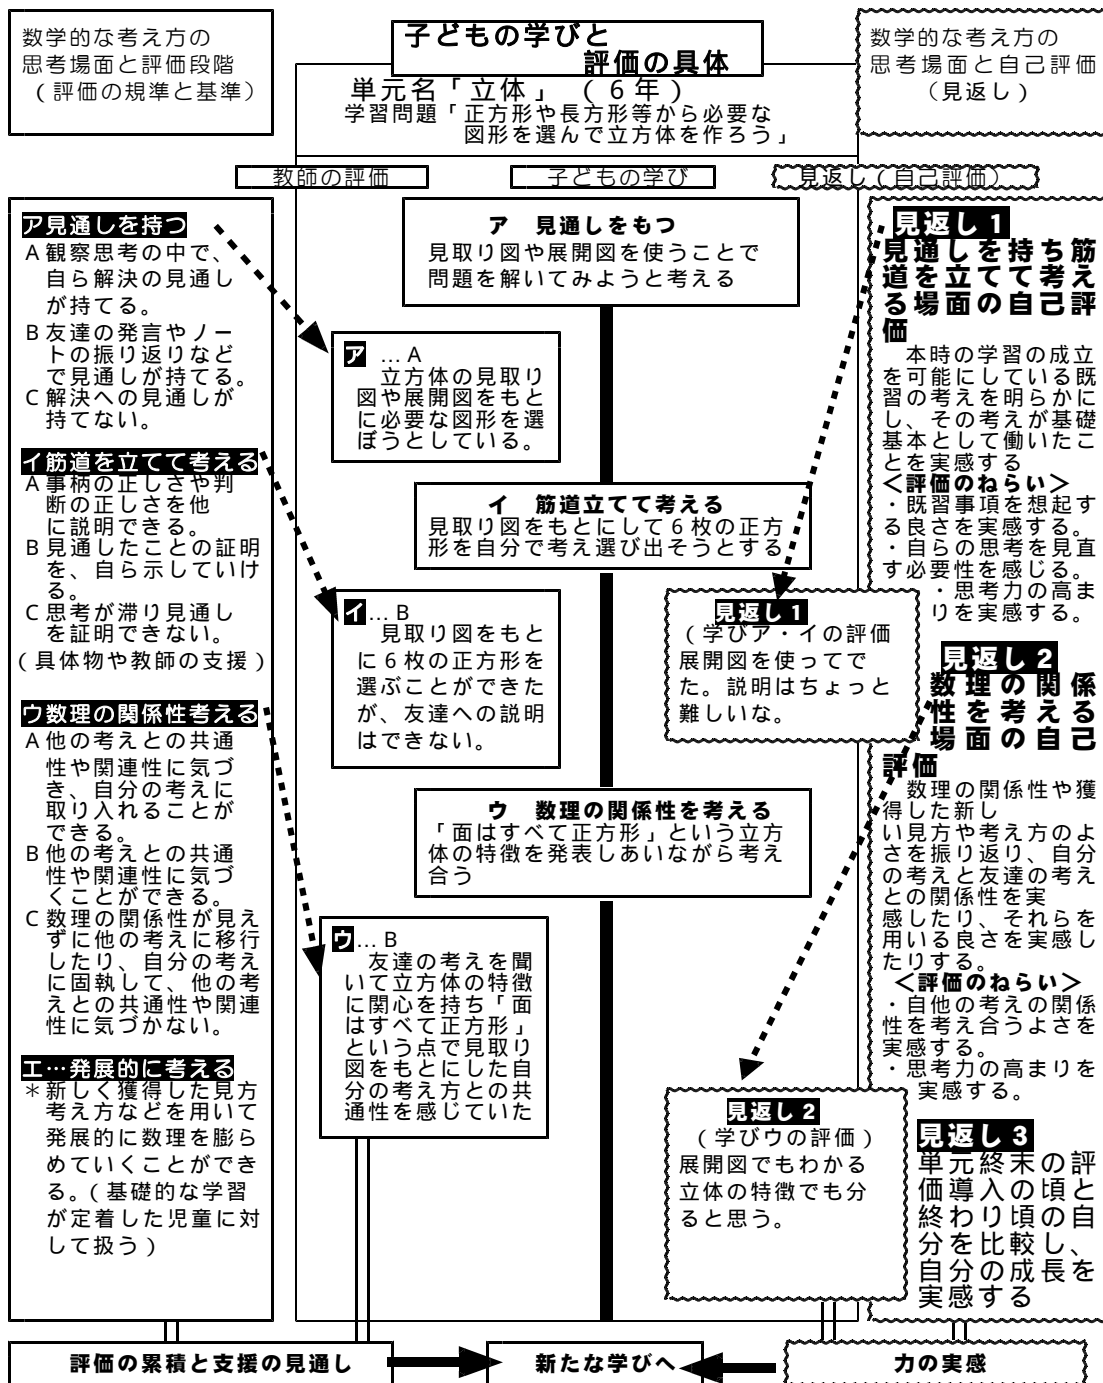 数学的な考え方の
思考場面と評価段階
（評価の規準と基準）
子どもの学びと
評価の具体
単元名「立体」（６年）
学習問題「正方形や長方形等から必要な
図形を選んで立方体を作ろう」
数学的な考え方の
思考場面と自己評価
（見返し）
教師の評価
子どもの学び
見返し（自己評価）
ア見通しを持つ
Ａ観察思考の中で、
自ら解決の見通し
が持てる。
Ｂ友達の発言やノー
トの振り返りなど
で見通しが持てる。
Ｃ解決への見通しが
持てない。
イ筋道を立てて考える
Ａ事柄の正しさや判
断の正しさを他
に説明できる。
Ｂ見通したことの証明
を、自ら示していけ
る。
Ｃ思考が滞り見通し
を証明できない。
（具体物や教師の支援）
ウ数理の関係性考える
Ａ他の考えとの共通
性や関連性に気づ
き、自分の考えに
取り入れることが
できる。
Ｂ他の考えとの共通
性や関連性に気づ
くことができる。
Ｃ数理の関係性が見え
ずに他の考えに移行
したり、自分の考え
に固執して、他の考
えとの共通性や関連
性に気づかない。
エ…発展的に考える
＊新しく獲得した見方
考え方などを用いて
発展的に数理を膨ら
めていくことができ
る。（基礎的な学習
が定着した児童に対
して扱う）
ア　見通しをもつ
見取り図や展開図を使うことで
問題を解いてみようと考える
ア…Ａ
立方体の見取り
図や展開図をもと
に必要な図形を選
ぼうとしている。
イ　筋道立てて考える
見取り図をもとにして６枚の正方
形を自分で考え選び出そうとする
イ…Ｂ
見取り図をもと
に６枚の正方形を
選ぶことができた
が、友達への説明
はできない。
見返し１
（学びア・イの評価
展開図を使ってで
た。説明はちょっと
難しいな。
ウ　数理の関係性を考える
「面はすべて正方形」という立方
体の特徴を発表しあいながら考え
合う
ウ…Ｂ
友達の考えを聞
いて立方体の特徴
に関心を持ち「面
はすべて正方形」
という点で見取り
図をもとにした自
分の考え方との共
通性を感じていた
見返し２
（学びウの評価）
展開図でもわかる
立体の特徴でも分
ると思う。
見返し１
見通しを持ち筋
道を立てて考え
る場面の自己評
価
本時の学習の成立
を可能にしている既
習の考えを明らかに
し、その考えが基礎
基本として働いたこ
とを実感する
＜評価のねらい＞
・既習事項を想起す
る良さを実感する。
・自らの思考を見直
す必要性を感じる。
・思考力の高ま
りを実感する。
見返し２
数理の関係
性を考える
場面の自己
評価
数理の関係性や獲
得した新し
い見方や考え方のよ
さを振り返り、自分
の考えと友達の考え
との関係性を実
感したり、それらを
用いる良さを実感し
たりする。
＜評価のねらい＞
・自他の考えの関係
性を考え合うよさを
実感する。
・思考力の高まりを
実感する。
見返し３
単元終末の評
価導入の頃と
終わり頃の自
分を比較し、
自分の成長を
実感する
評価の累積と支援の見通し
新たな学びへ
力の実感